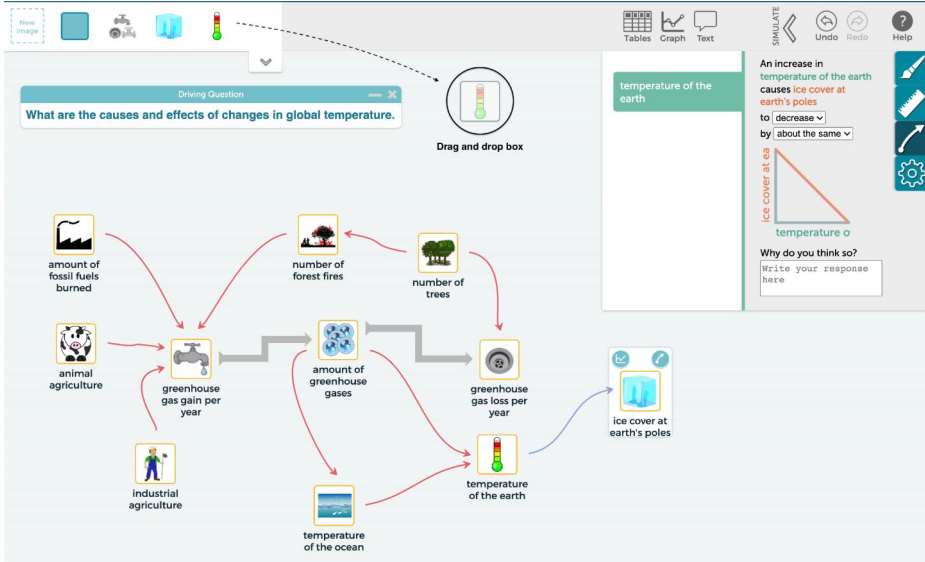 New
Image
Tables
Graph
Text
SIMULATE
Undo
Redo
Help
Driving Question
What are the causes and effects of changes in global temperature.
Drag and drop box
temperature of the
earth
An increase in
temperature of the earth
causes ice cover at
earth's poles
to decrease
by about the same
ice cover at ea
temperature o
Why do you think so?
Write your response
here
amount of
fossil fuels
burned
number of
forest fires
number of
trees
animal
agriculture
greenhouse
gas gain per
year
amount of
greenhouse
gases
greenhouse
gas loss per
year
ice cover at
earth's poles
industrial
agriculture
temperature
of the earth
temperature
of the ocean